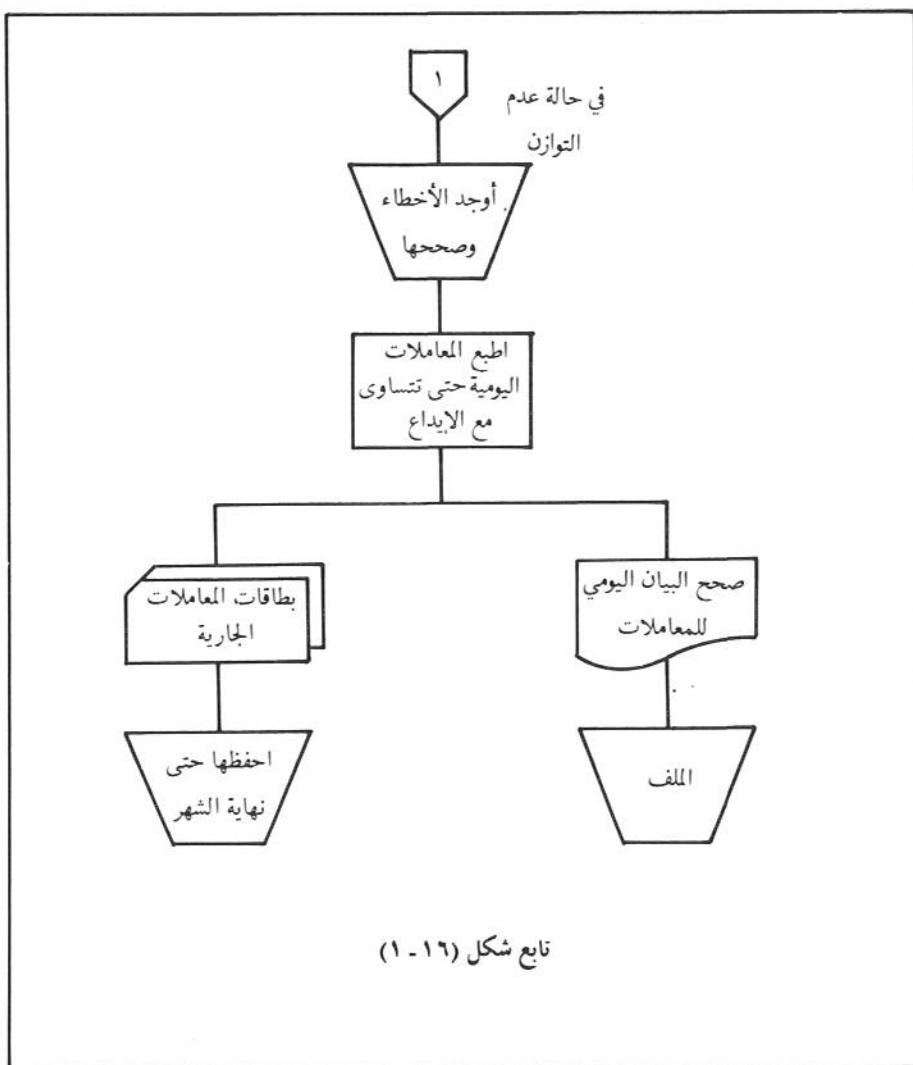 ١
في حالة عدم
التوازن
أوجد الأخطاء
وصححها
اطبع المعاملات
اليومية حتى تتساوى
مع الإيداع
صحح البيان اليومي
للمعاملات
الملف
بطاقات المعاملات
الجارية
احفظها حتى
نهاية الشهر
تابع شكل (١٦ - ١)